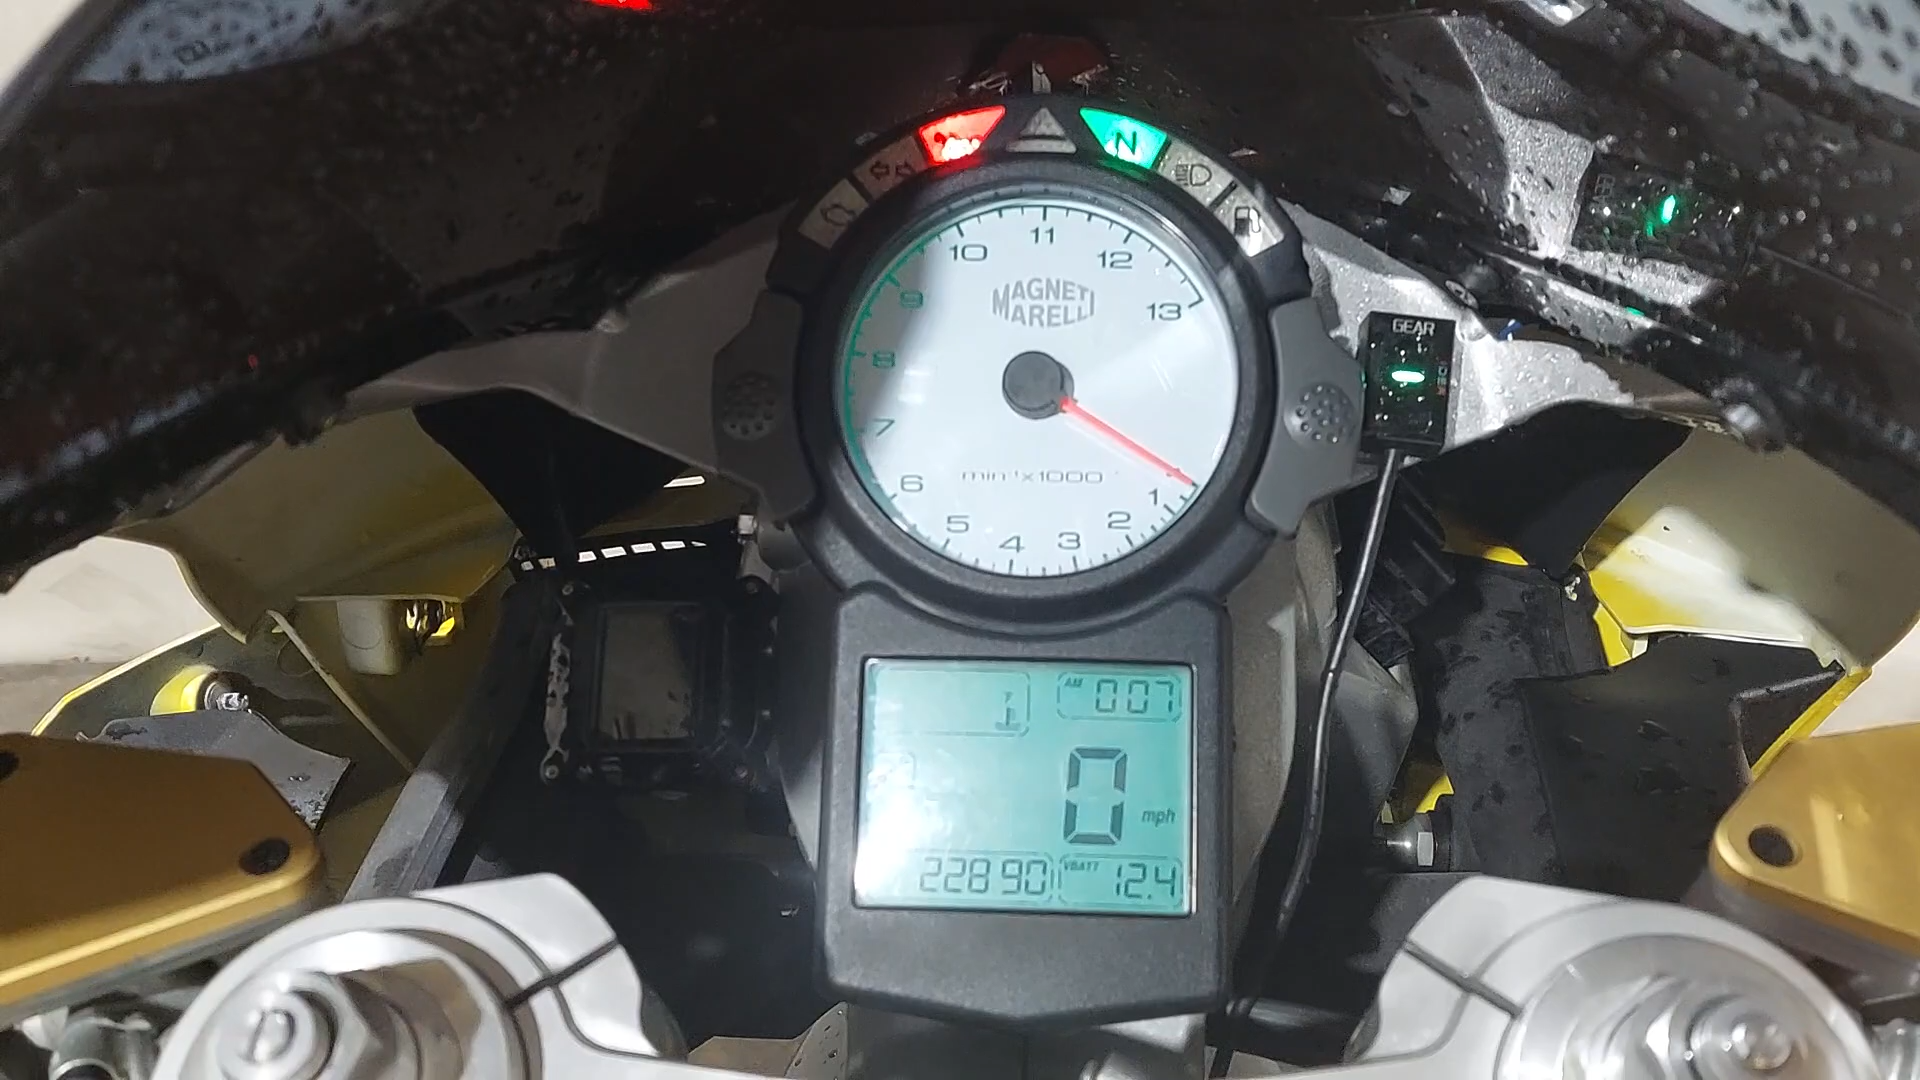 N
10 11 12
9 13
8
7
6 1
5 2
4 3
MAGNETI
MARELLI
min⁻¹x1000
GEAR
AM 007
0 mph
22890 VBATT 12.4